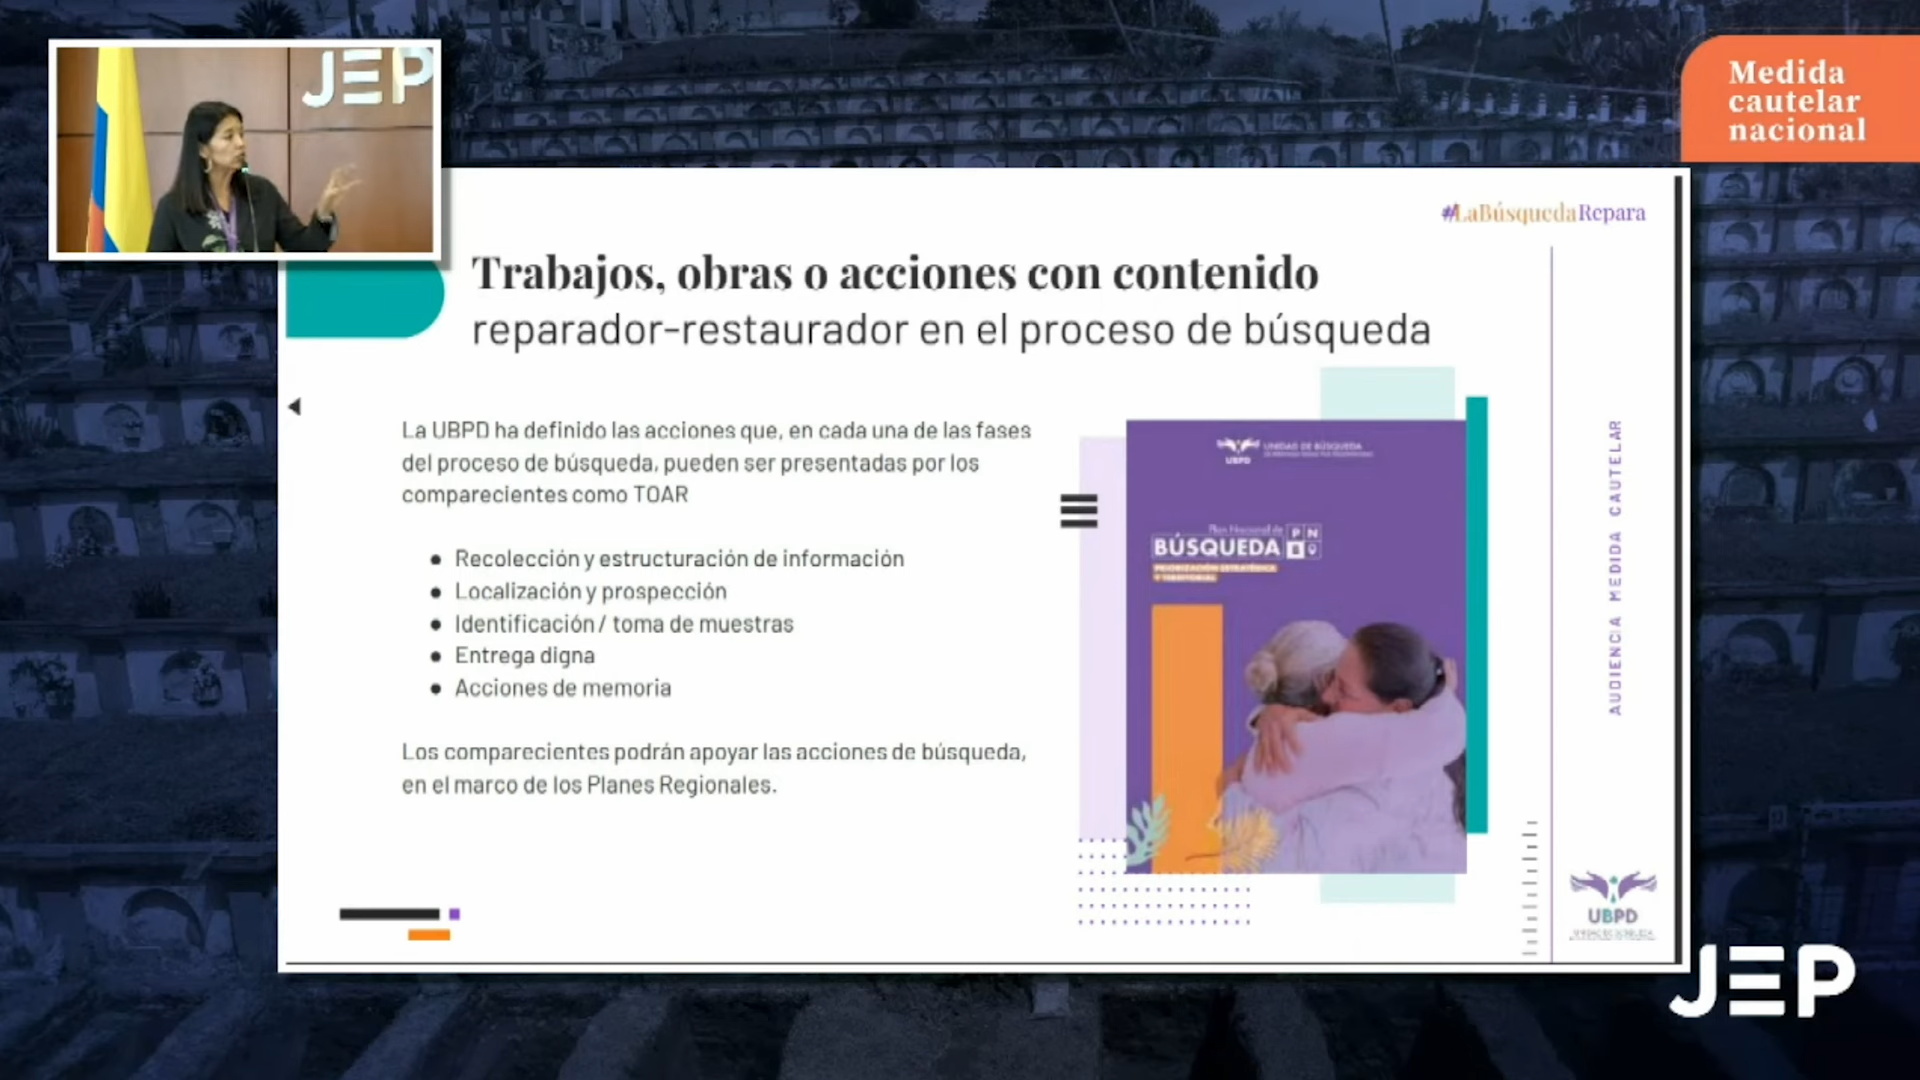 JEP
Medida
cautelar
nacional
#LaBúsquedaRepara
Trabajos, obras o acciones con contenido
reparador-restaurador en el proceso de búsqueda
La UBPD ha definido las acciones que, en cada una de las fases
del proceso de búsqueda, pueden ser presentadas por los
comparecientes como TOAR
● Recolección y estructuración de información
● Localización y prospección
● Identificación / toma de muestras
● Entrega digna
● Acciones de memoria
Los comparecientes podrán apoyar las acciones de búsqueda,
en el marco de los Planes Regionales.
UBPD
UNIDAD DE BÚSQUEDA
Plan Nacional de
BÚSQUEDA
PN
B
PRIORIZACIÓN ESTRATÉGICA
Y TERRITORIAL
AUDIENCIA MEDIDA CAUTELAR
UBPD
UNIDAD DE BÚSQUEDA
JEP